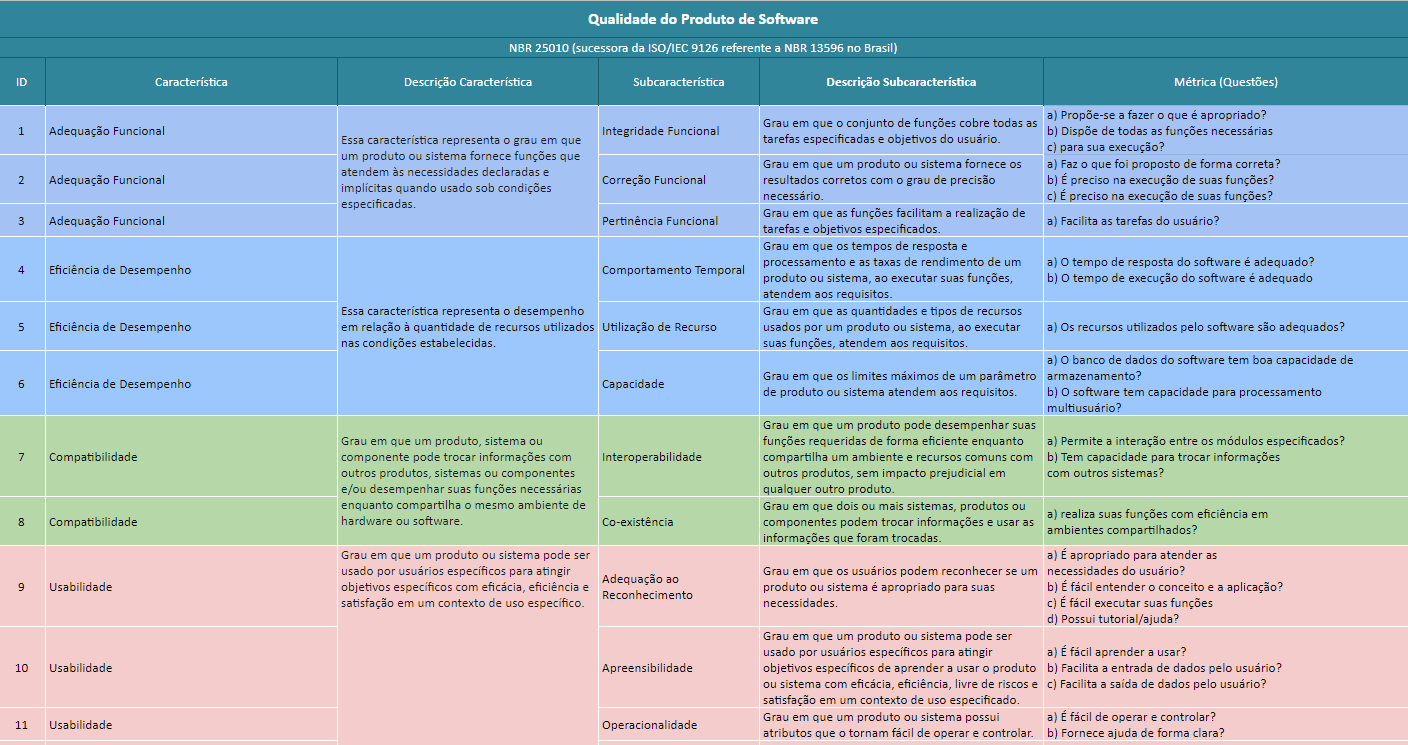 Qualidade do Produto de Software
NBR 25010 (sucessora da ISO/IEC 9126 referente a NBR 13596 no Brasil)
ID
Característica
Descrição Característica
Subcaracterística
Descrição Subcaracterística
Métrica (Questões)
1
Adequação Funcional
Essa característica representa o grau em que
um produto ou sistema fornece funções que
atendem às necessidades declaradas e
implícitas quando usado sob condições
especificadas.
Integridade Funcional
Grau em que o conjunto de funções cobre todas as
tarefas especificadas e objetivos do usuário.
a) Propõe-se a fazer o que é apropriado?
b) Dispõe de todas as funções necessárias
c) para sua execução?
2
Adequação Funcional
Correção Funcional
Grau em que um produto ou sistema fornece os
resultados corretos com o grau de precisão
necessário.
a) Faz o que foi proposto de forma correta?
b) É preciso na execução de suas funções?
c) É preciso na execução de suas funções?
3
Adequação Funcional
Pertinência Funcional
Grau em que as funções facilitam a realização de
tarefas e objetivos especificados.
a) Facilita as tarefas do usuário?
4
Eficiência de Desempenho
Essa característica representa o desempenho
em relação à quantidade de recursos utilizados
nas condições estabelecidas.
Comportamento Temporal
Grau em que os tempos de resposta e
processamento e as taxas de rendimento de um
produto ou sistema, ao executar suas funções,
atendem aos requisitos.
a) O tempo de resposta do software é adequado?
b) O tempo de execução do software é adequado
5
Eficiência de Desempenho
Utilização de Recurso
Grau em que as quantidades e tipos de recursos
usados por um produto ou sistema, ao executar
suas funções, atendem aos requisitos.
a) Os recursos utilizados pelo software são adequados?
6
Eficiência de Desempenho
Capacidade
Grau em que os limites máximos de um parâmetro
de produto ou sistema atendem aos requisitos.
a) O banco de dados do software tem boa capacidade de
armazenamento?
b) O software tem capacidade para processamento
multiusuário?
7
Compatibilidade
Grau em que um produto, sistema ou
componente pode trocar informações com
outros produtos, sistemas ou componentes
e/ou desempenhar suas funções necessárias
enquanto compartilha o mesmo ambiente de
hardware ou software.
Interoperabilidade
Grau em que um produto pode desempenhar suas
funções requeridas de forma eficiente enquanto
compartilha um ambiente e recursos comuns com
outros produtos, sem impacto prejudicial em
qualquer outro produto.
a) Permite a interação entre os módulos especificados?
b) Tem capacidade para trocar informações
com outros sistemas?
8
Compatibilidade
Co-existência
Grau em que dois ou mais sistemas, produtos ou
componentes podem trocar informações e usar as
informações que foram trocadas.
a) realiza suas funções com eficiência em
ambientes compartilhados?
9
Usabilidade
Grau em que um produto ou sistema pode ser
usado por usuários específicos para atingir
objetivos específicos com eficácia, eficiência e
satisfação em um contexto de uso específico.
Adequação ao
Reconhecimento
Grau em que os usuários podem reconhecer se um
produto ou sistema é apropriado para suas
necessidades.
a) É apropriado para atender as
necessidades do usuário?
b) É fácil entender o conceito e a aplicação?
c) É fácil executar suas funções
d) Possui tutorial/ajuda?
10
Usabilidade
Apreensibilidade
Grau em que um produto ou sistema pode ser
usado por usuários específicos para atingir
objetivos específicos de aprender a usar o produto
ou sistema com eficácia, eficiência, livre de riscos e
satisfação em um contexto de uso especificado.
a) É fácil aprender a usar?
b) Facilita a entrada de dados pelo usuário?
c) Facilita a saída de dados pelo usuário?
11
Usabilidade
Operacionalidade
Grau em que um produto ou sistema possui
atributos que o tornam fácil de operar e controlar.
a) É fácil de operar e controlar?
b) Fornece ajuda de forma clara?